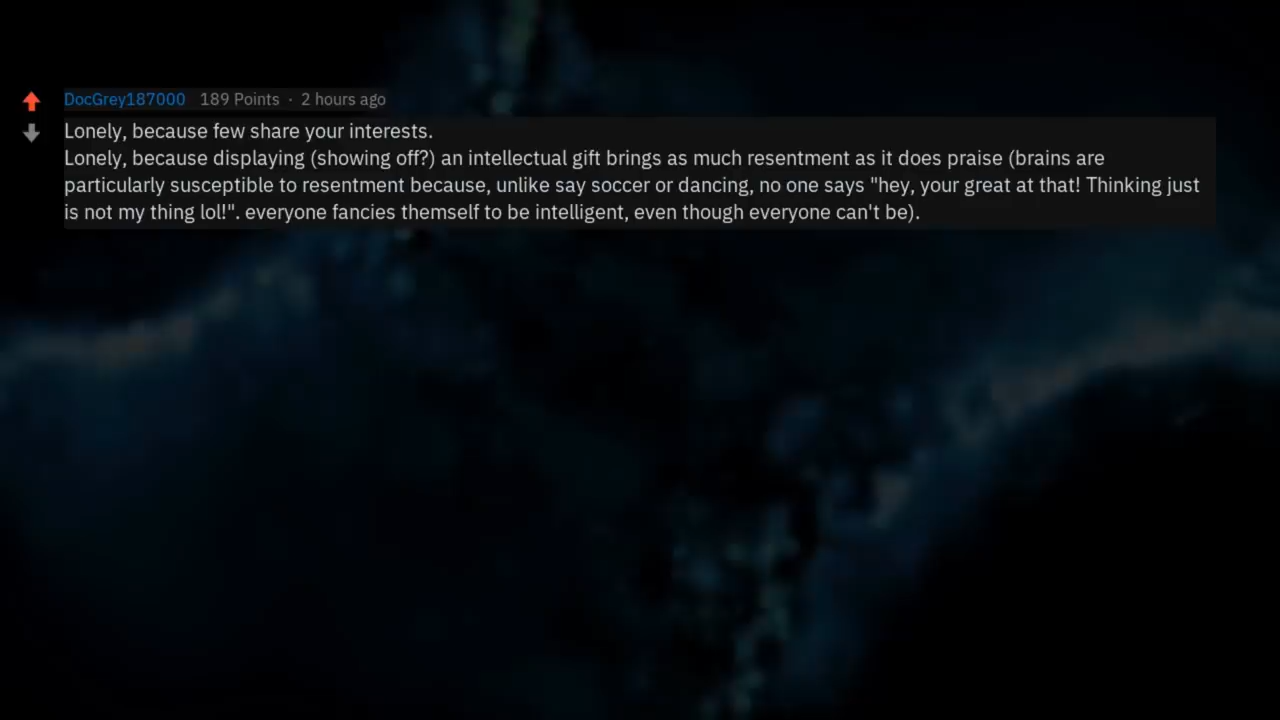 DocGrey187000 189 Points · 2 hours ago
Lonely, because few share your interests.
Lonely, because displaying (showing off?) an intellectual gift brings as much resentment as it does praise (brains are
particularly susceptible to resentment because, unlike say soccer or dancing, no one says "hey, your great at that! Thinking just
is not my thing lol!". everyone fancies themself to be intelligent, even though everyone can't be).